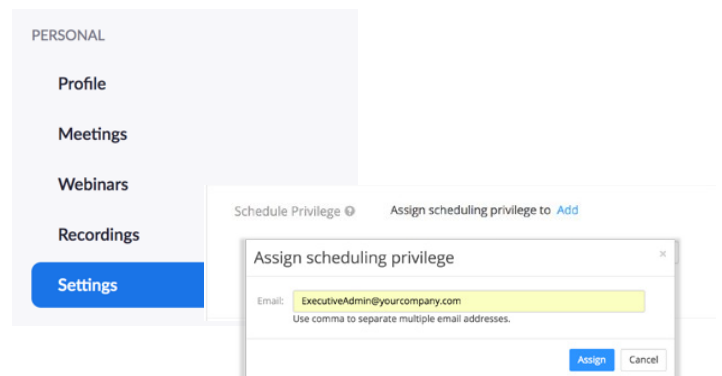 PERSONAL
Profile
Meetings
Webinars
Recordings
Settings
Schedule Privilege ? Assign scheduling privilege to Add
Assign scheduling privilege ×
Email: ExecutiveAdmin@yourcompany.com
Use comma to separate multiple email addresses.
Assign Cancel